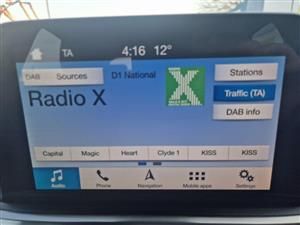 TA 4:16 12°
DAB Sources D1 National Stations
Radio X Traffic (TA)
DAB info
Capital Magic Heart Clyde 1 KISS KISS
Audio Phone Navigation Mobile apps Settings